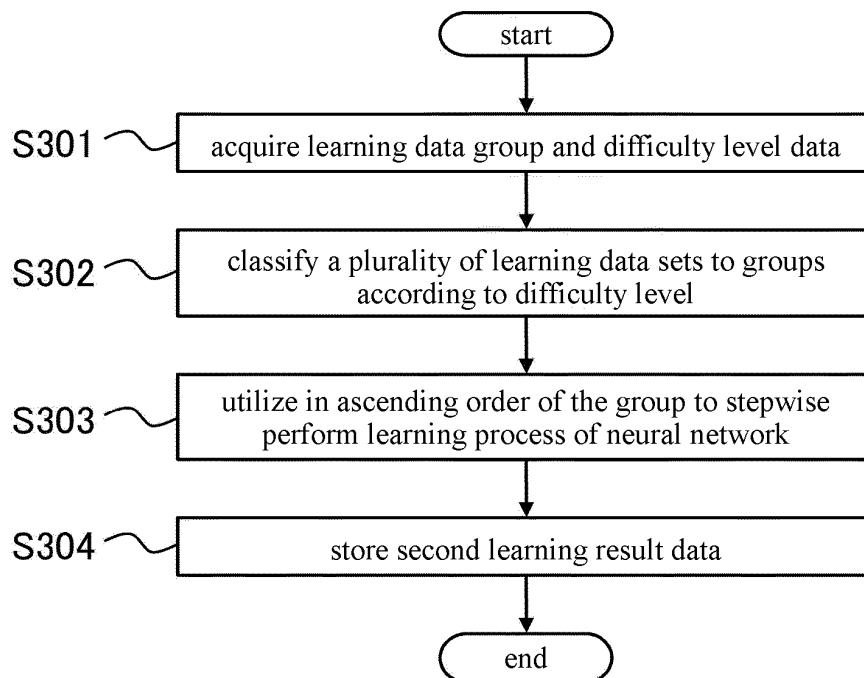 start
S301
acquire learning data group and difficulty level data
S302
classify a plurality of learning data sets to groups
according to difficulty level
S303
utilize in ascending order of the group to stepwise
perform learning process of neural network
S304
store second learning result data
end